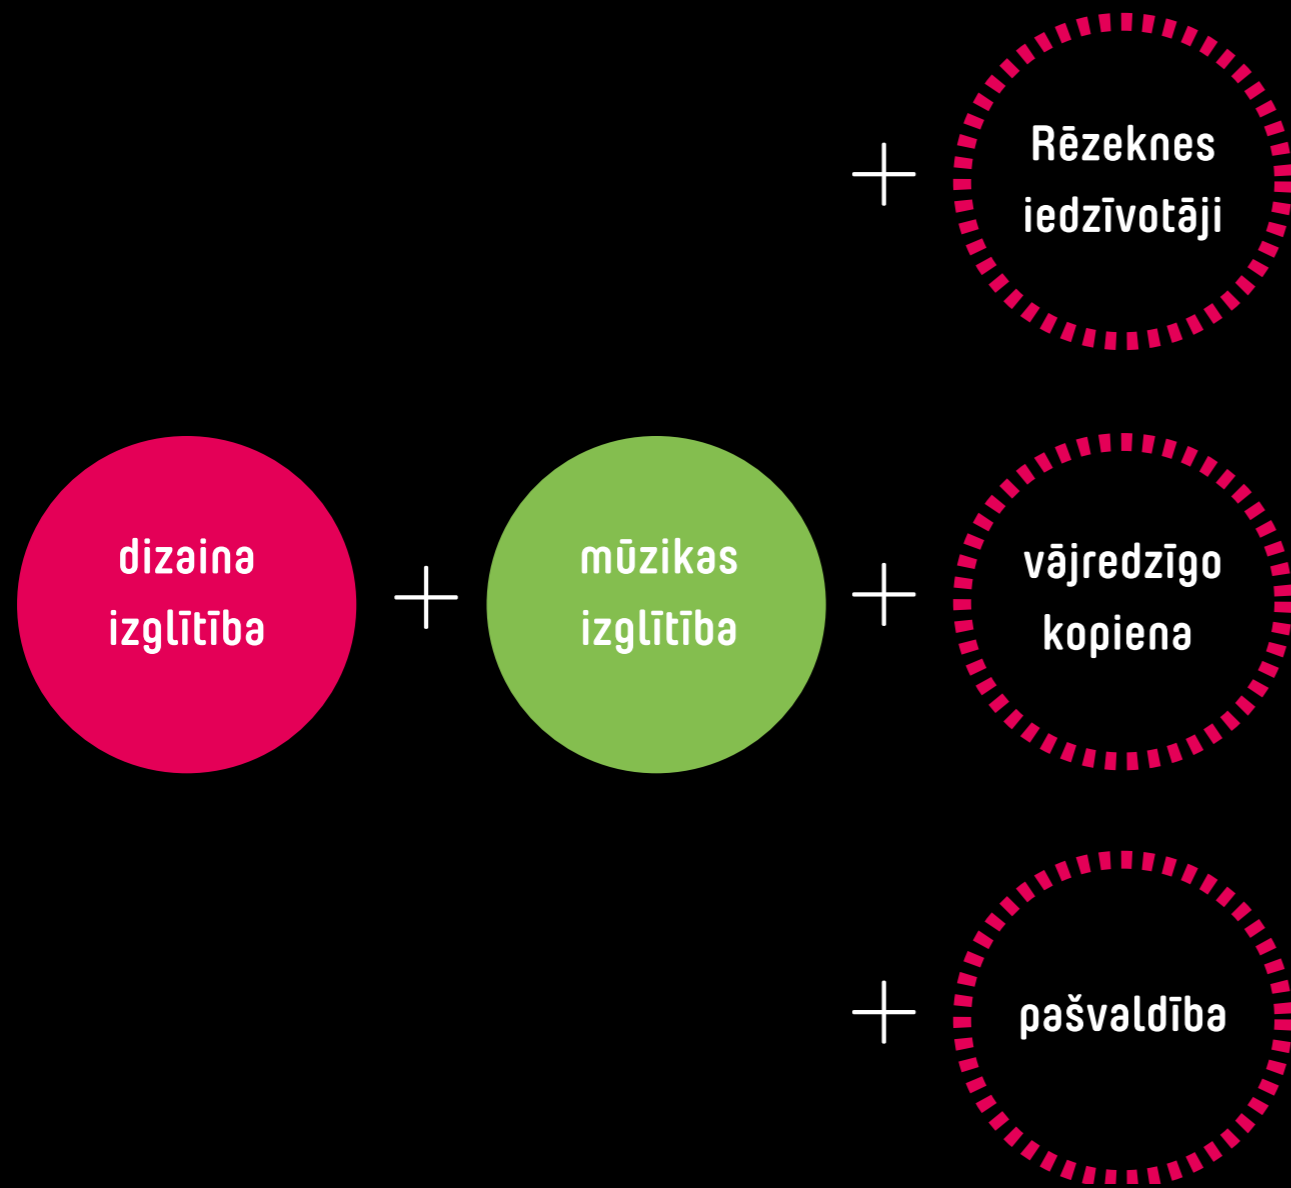 Rēzeknes
iedzīvotāji
dizaina
izglītība
+
mūzikas
izglītība
+
vājredzīgo
kopiena
+
+
pašvaldība